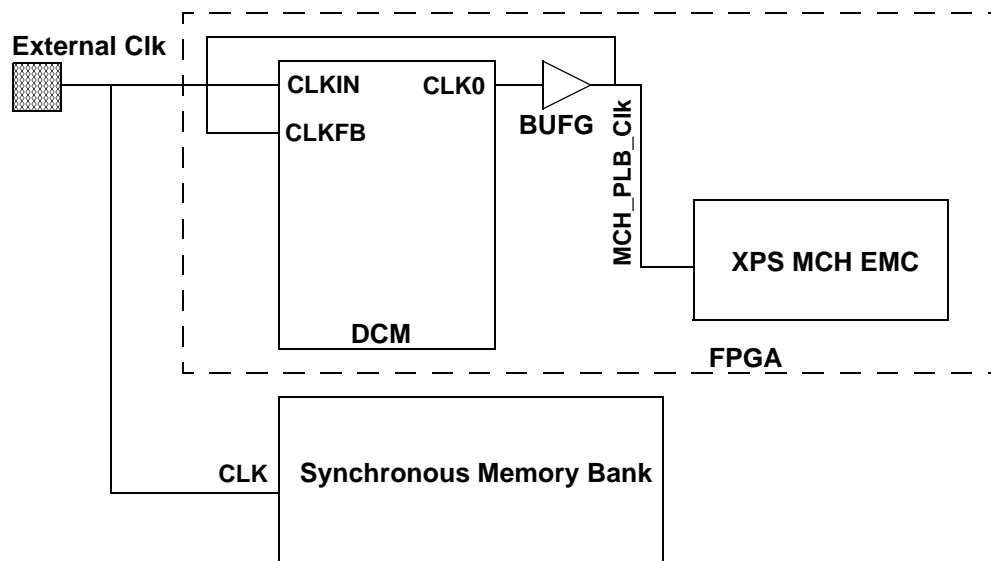 External Clk
CLKIN
CLK0
CLKFB
BUFG
MCH_PLB_Clk
XPS MCH EMC
DCM
FPGA
CLK
Synchronous Memory Bank